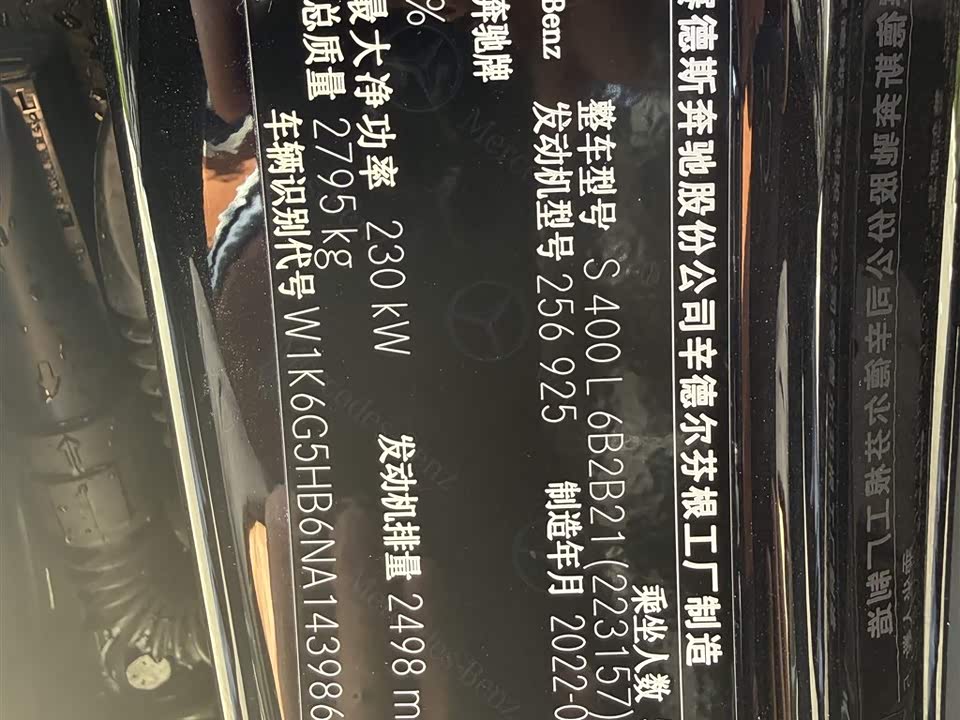 德斯奔驰股份公司辛德尔芬根工厂制造
乘坐人数
整车型号 S 400 L 6B2B21(223157)
Benz
发动机型号 256 925 制造年月 2022-0
奔驰牌
%
最大净功率 230 kW 发动机排量 2498 m
总质量 2795 kg
车辆识别代号 W1K6G5HB6NA143986